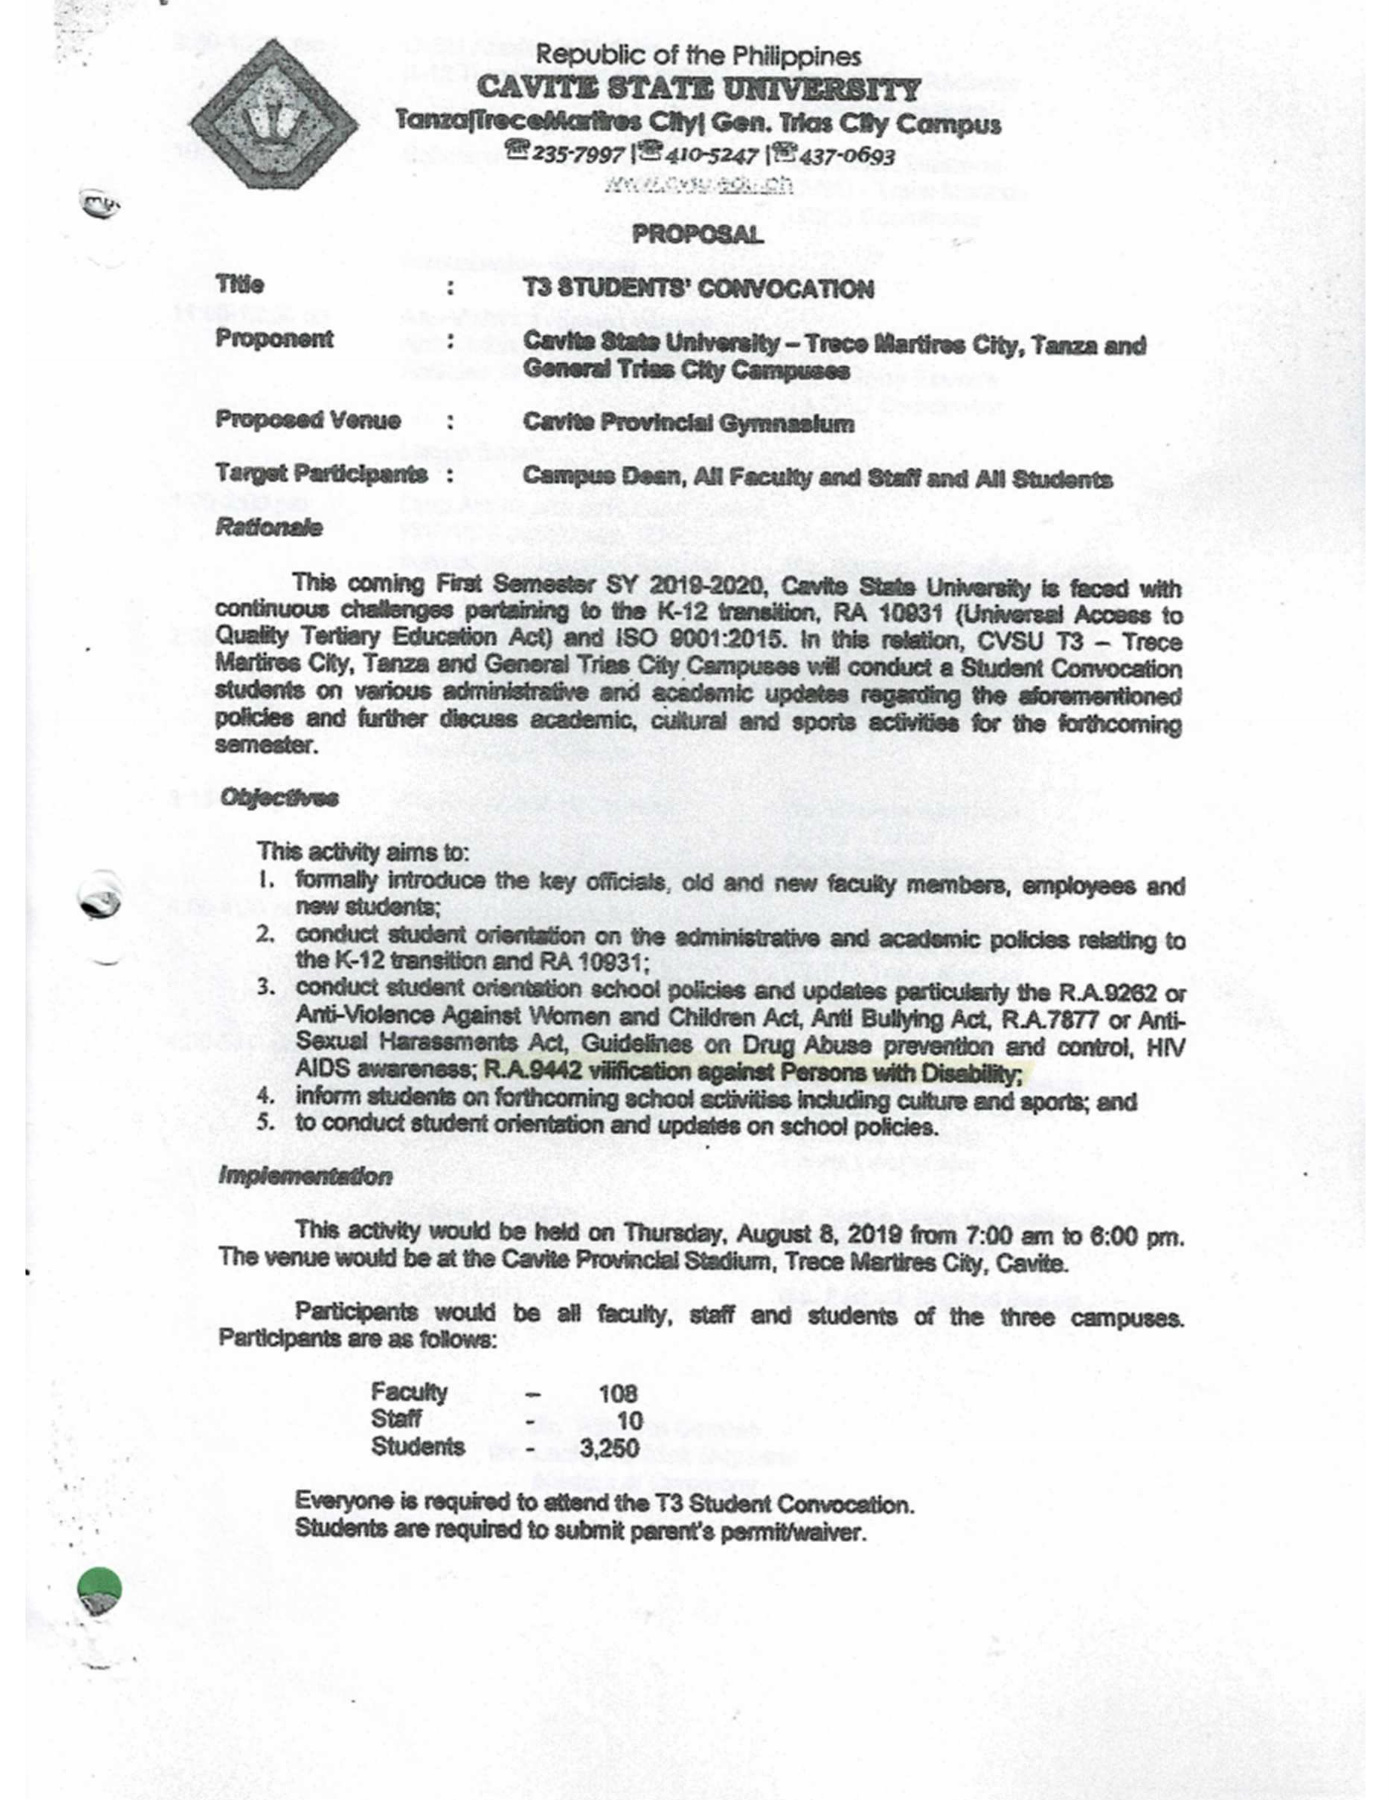 Republic of the Philippines
CAVITE STATE UNIVERSITY
Tanza|TreceMartires City| Gen. Trias City Campus
☏235-7997 |☏410-5247 |☏437-0693
www.cvsu.edu.ph
PROPOSAL
Title : T3 STUDENTS' CONVOCATION
Proponent : Cavite State University – Trece Martires City, Tanza and
General Trias City Campuses
Proposed Venue : Cavite Provincial Gymnasium
Target Participants : Campus Dean, All Faculty and Staff and All Students
Rationale
This coming First Semester SY 2019-2020, Cavite State University is faced with
continuous challenges pertaining to the K-12 transition, RA 10931 (Universal Access to
Quality Tertiary Education Act) and ISO 9001:2015. In this relation, CVSU T3 – Trece
Martires City, Tanza and General Trias City Campuses will conduct a Student Convocation
students on various administrative and academic updates regarding the aforementioned
policies and further discuss academic, cultural and sports activities for the forthcoming
semester.
Objectives
This activity aims to:
1. formally introduce the key officials, old and new faculty members, employees and
new students;
2. conduct student orientation on the administrative and academic policies relating to
the K-12 transition and RA 10931;
3. conduct student orientation school policies and updates particularly the R.A.9262 or
Anti-Violence Against Women and Children Act, Anti Bullying Act, R.A.7877 or Anti-
Sexual Harassments Act, Guidelines on Drug Abuse prevention and control, HIV
AIDS awareness; R.A.9442 vilification against Persons with Disability;
4. inform students on forthcoming school activities including culture and sports; and
5. to conduct student orientation and updates on school policies.
Implementation
This activity would be held on Thursday, August 8, 2019 from 7:00 am to 6:00 pm.
The venue would be at the Cavite Provincial Stadium, Trece Martires City, Cavite.
Participants would be all faculty, staff and students of the three campuses.
Participants are as follows:
Faculty – 108
Staff - 10
Students - 3,250
Everyone is required to attend the T3 Student Convocation.
Students are required to submit parent's permit/waiver.